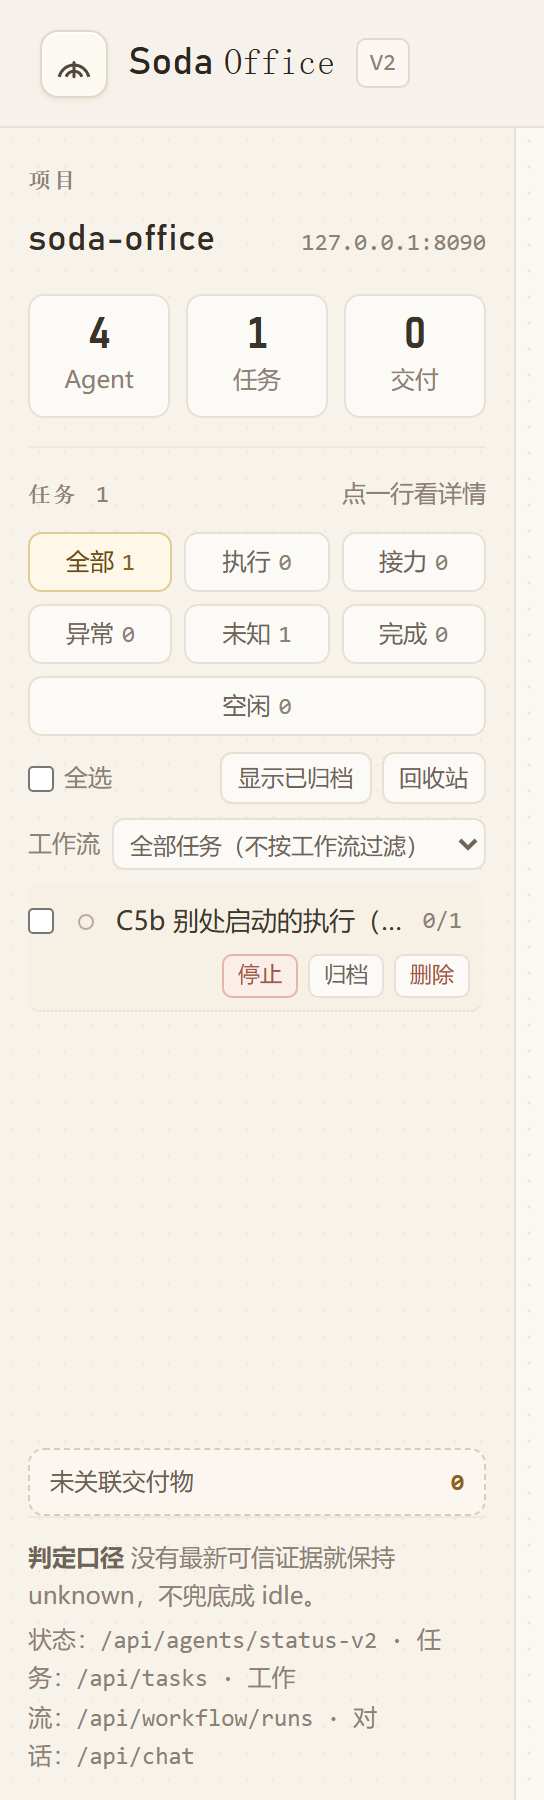 Soda Office V2
项目
soda-office 127.0.0.1:8090
4 1 0
Agent 任务 交付
任务 1 点一行看详情
全部 1 执行 0 接力 0
异常 0 未知 1 完成 0
空闲 0
全选 显示已归档 回收站
工作流 全部任务（不按工作流过滤）
C5b 别处启动的执行（... 0/1
停止 归档 删除
未关联交付物 0
判定口径 没有最新可信证据就保持
unknown，不兜底成 idle。
状态：/api/agents/status-v2 · 任
务：/api/tasks · 工作
流：/api/workflow/runs · 对
话：/api/chat